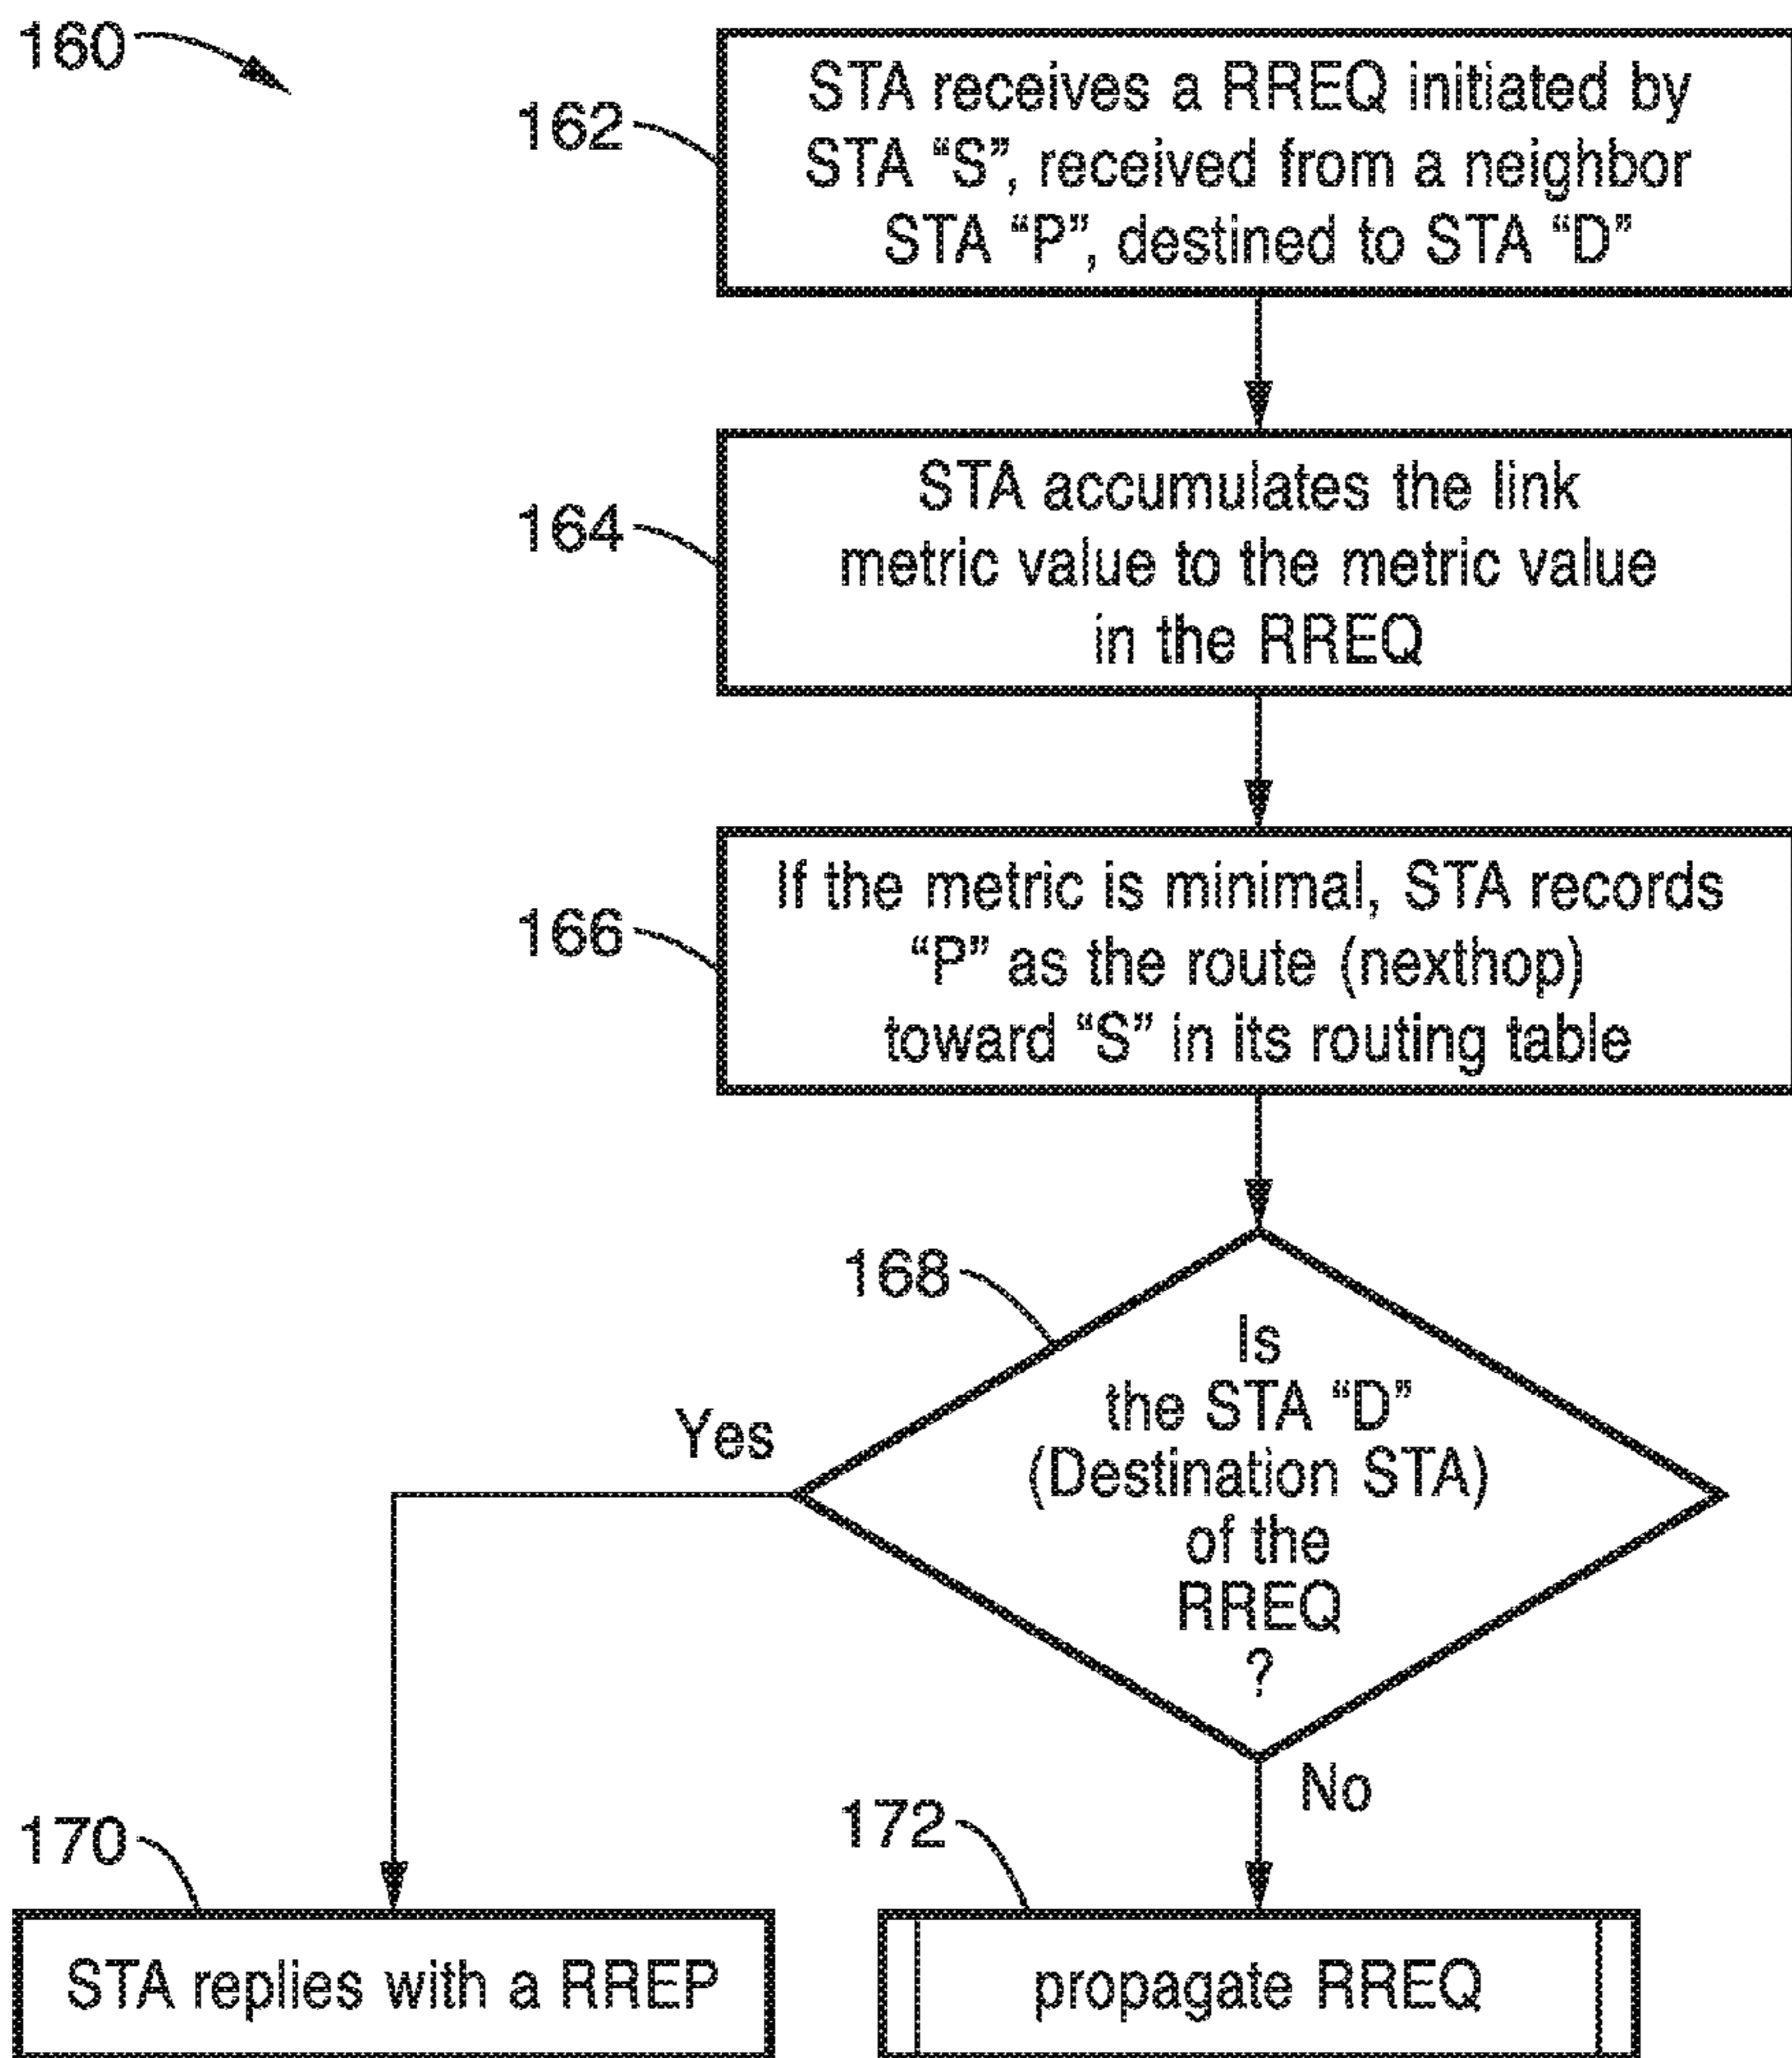 160
162
STA receives a RREQ initiated by
STA “S”, received from a neighbor
STA “P”, destined to STA “D”
164
STA accumulates the link
metric value to the metric value
in the RREQ
166
If the metric is minimal, STA records
“P” as the route (nexthop)
toward “S” in its routing table
168
Is
the STA “D”
(Destination STA)
of the
RREQ
?
Yes
No
170
STA replies with a RREP
172
propagate RREQ